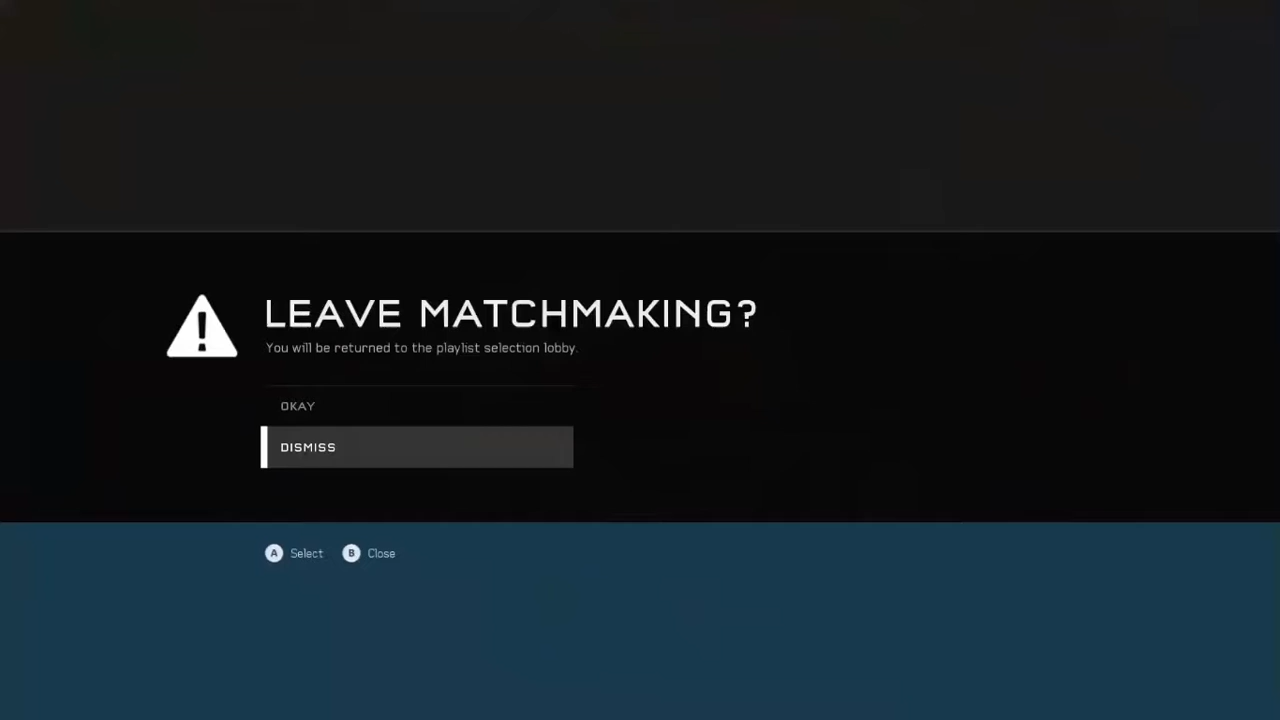 LEAVE MATCHMAKING?
You will be returned to the playlist selection lobby.
OKAY
DISMISS
A Select B Close